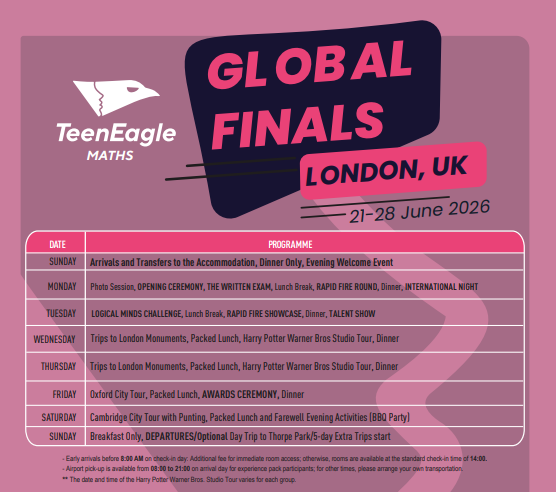 GLOBAL
FINALS
TeenEagle
MATHS
LONDON, UK
21-28 June 2026
DATE PROGRAMME
SUNDAY Arrivals and Transfers to the Accommodation, Dinner Only, Evening Welcome Event
MONDAY Photo Session, OPENING CEREMONY, THE WRITTEN EXAM, Lunch Break, RAPID FIRE ROUND, Dinner, INTERNATIONAL NIGHT
TUESDAY LOGICAL MINDS CHALLENGE, Lunch Break, RAPID FIRE SHOWCASE, Dinner, TALENT SHOW
WEDNESDAY Trips to London Monuments, Packed Lunch, Harry Potter Warner Bros Studio Tour, Dinner
THURSDAY Trips to London Monuments, Packed Lunch, Harry Potter Warner Bros Studio Tour, Dinner
FRIDAY Oxford City Tour, Packed Lunch, AWARDS CEREMONY, Dinner
SATURDAY Cambridge City Tour with Punting, Packed Lunch and Farewell Evening Activities (BBQ Party)
SUNDAY Breakfast Only, DEPARTURES/Optional Day Trip to Thorpe Park/5-day Extra Trips start
- Early arrivals before 8:00 AM on check-in day: Additional fee for immediate room access; otherwise, rooms are available at the standard check-in time of 14:00.
- Airport pick-up is available from 08:00 to 21:00 on arrival day for experience pack participants; for other times, please arrange your own transportation.
** The date and time of the Harry Potter Warner Bros. Studio Tour varies for each group.